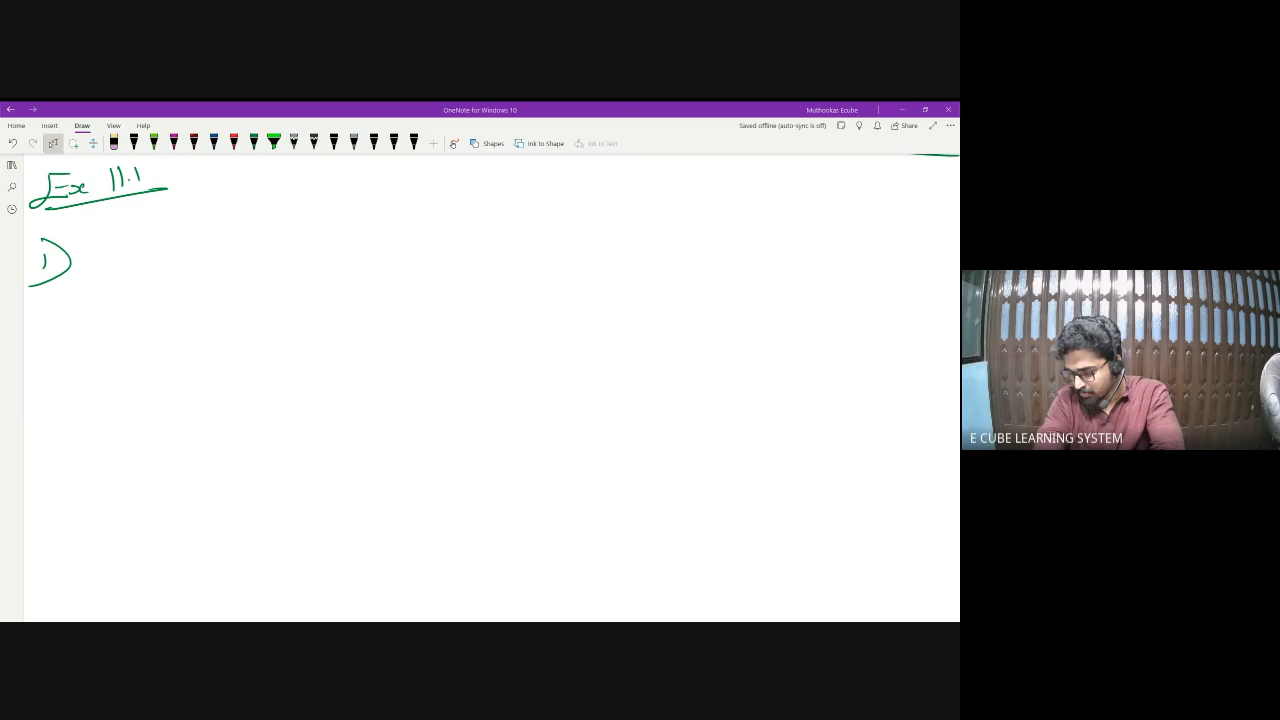 OneNote for Windows 10
Muthookas Ecube
Home Insert Draw View Help
Saved offline (auto-sync is off)
Share
Shapes
Ink to Shape
Ink to Text
Ex 11.1
1)
E CUBE LEARNING SYSTEM